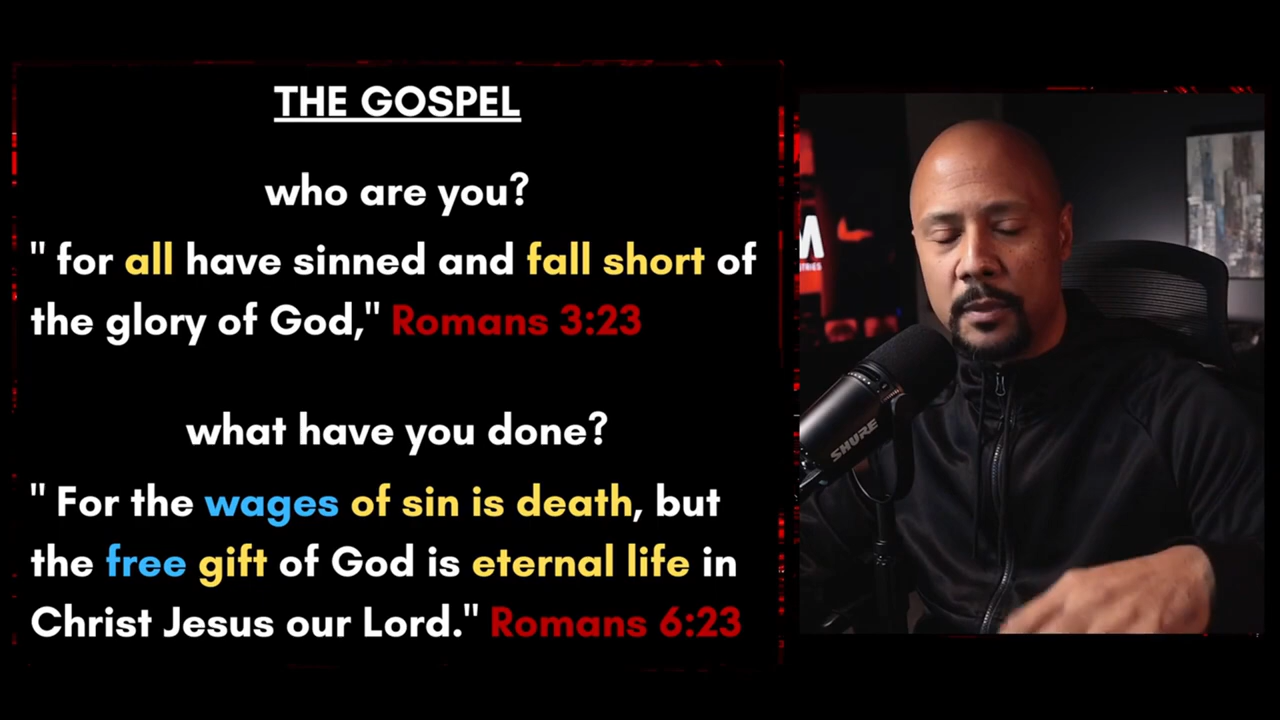 THE GOSPEL
who are you?
" for all have sinned and fall short of
the glory of God," Romans 3:23
what have you done?
" For the wages of sin is death, but
the free gift of God is eternal life in
Christ Jesus our Lord." Romans 6:23
SHURE